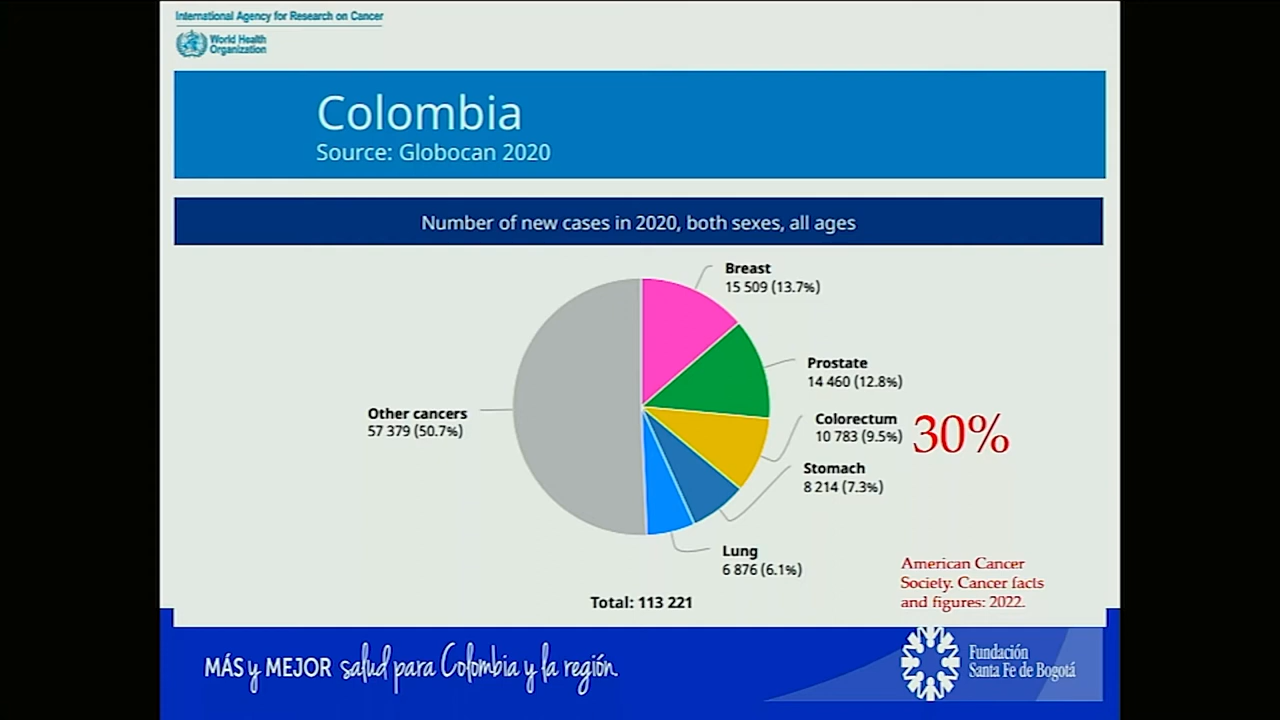 International Agency for Research on Cancer
World Health
Organization
Colombia
Source: Globocan 2020
Number of new cases in 2020, both sexes, all ages
Breast
15 509 (13.7%)
Prostate
14 460 (12.8%)
Colorectum
10 783 (9.5%)
30%
Stomach
8 214 (7.3%)
Lung
6 876 (6.1%)
Other cancers
57 379 (50.7%)
Total: 113 221
American Cancer
Society. Cancer facts
and figures: 2022.
MÁS y MEJOR salud para Colombia y la región.
Fundación
Santa Fe de Bogotá